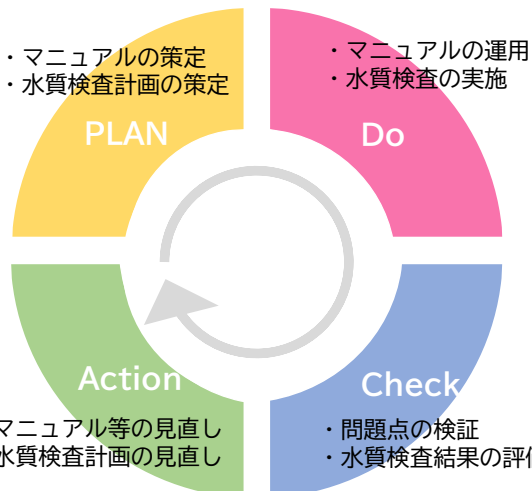 ・マニュアルの策定
・水質検査計画の策定
PLAN
・マニュアルの運用
・水質検査の実施
Do
Action
マニュアル等の見直し
水質検査計画の見直し
Check
・問題点の検証
・水質検査結果の評価